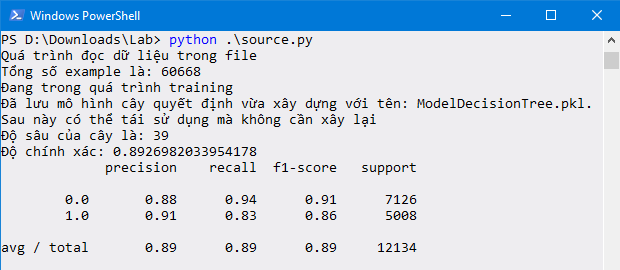 Windows PowerShell
PS D:\Downloads\Lab> python .\source.py
Quá trình đọc dữ liệu trong file
Tổng số example là: 60668
Đang trong quá trình training
Đã lưu mô hình cây quyết định vừa xây dựng với tên: ModelDecisionTree.pkl.
Sau này có thể tái sử dụng mà không cần xây lại
Độ sâu của cây là: 39
Độ chính xác: 0.8926982033954178
precision recall f1-score support
0.0 0.88 0.94 0.91 7126
1.0 0.91 0.83 0.86 5008
avg / total 0.89 0.89 0.89 12134